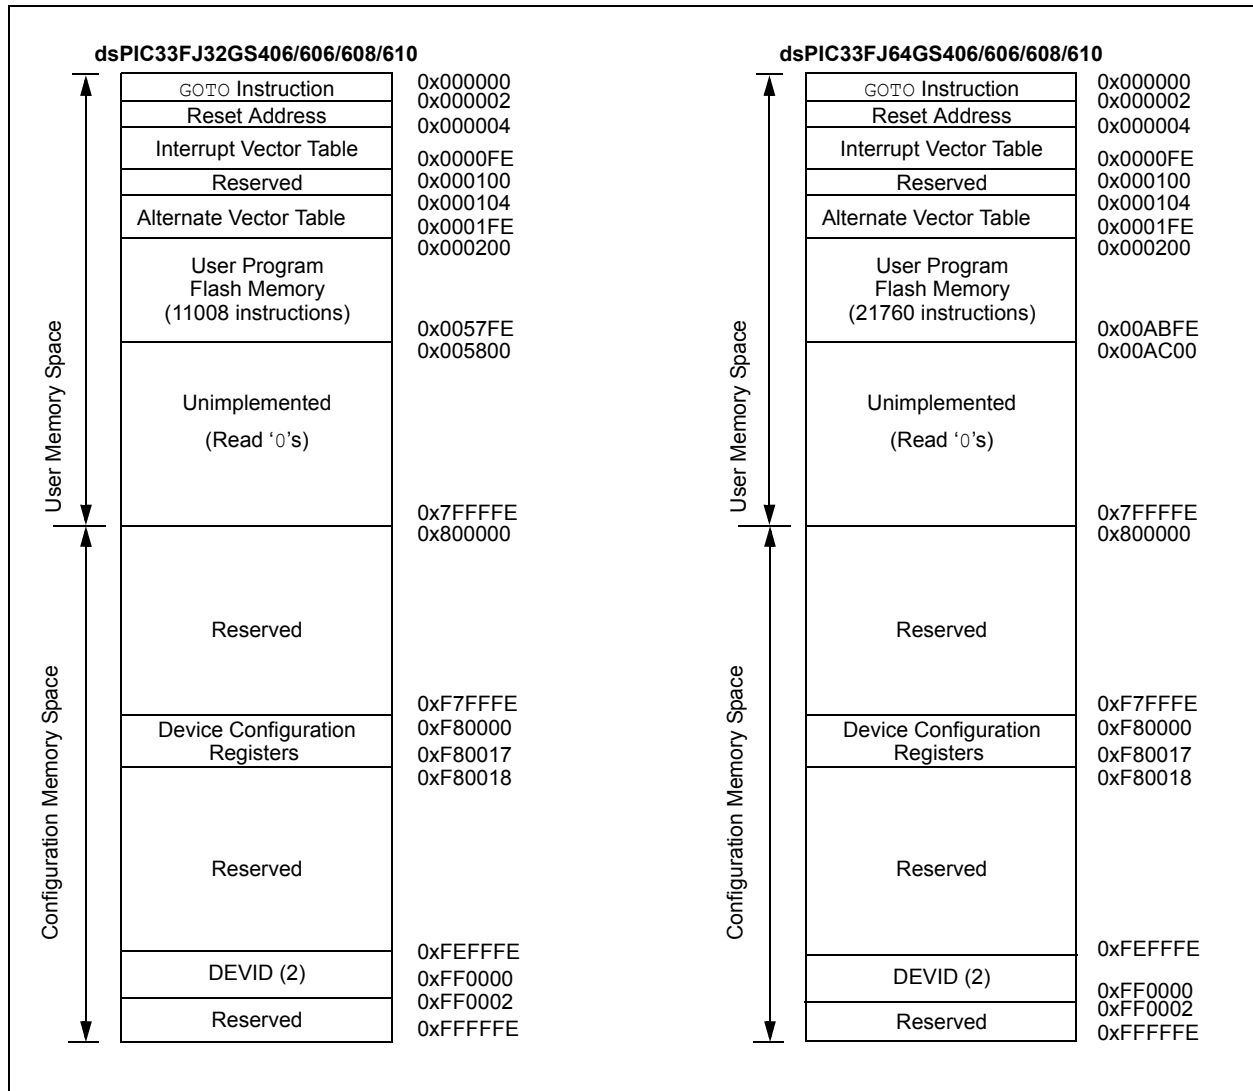 dsPIC33FJ32GS406/606/608/610
GOTO Instruction
0x000000
0x000002
Reset Address
0x000004
Interrupt Vector Table
0x0000FE
Reserved
0x000100
0x000104
Alternate Vector Table
0x0001FE
0x000200
User Program
Flash Memory
(11008 instructions)
0x0057FE
0x005800
Unimplemented
(Read ‘0’s)
0x7FFFFE
0x800000
Reserved
0xF7FFFE
Device Configuration
Registers
0xF80000
0xF80017
0xF80018
Reserved
0xFEFFFE
DEVID (2)
0xFF0000
0xFF0002
Reserved
0xFFFFFE
User Memory Space
Configuration Memory Space
dsPIC33FJ64GS406/606/608/610
GOTO Instruction
0x000000
0x000002
Reset Address
0x000004
Interrupt Vector Table
0x0000FE
Reserved
0x000100
0x000104
Alternate Vector Table
0x0001FE
0x000200
User Program
Flash Memory
(21760 instructions)
0x00ABFE
0x00AC00
Unimplemented
(Read ‘0’s)
0x7FFFFE
0x800000
Reserved
0xF7FFFE
Device Configuration
Registers
0xF80000
0xF80017
0xF80018
Reserved
0xFEFFFE
DEVID (2)
0xFF0000
0xFF0002
Reserved
0xFFFFFE
User Memory Space
Configuration Memory Space